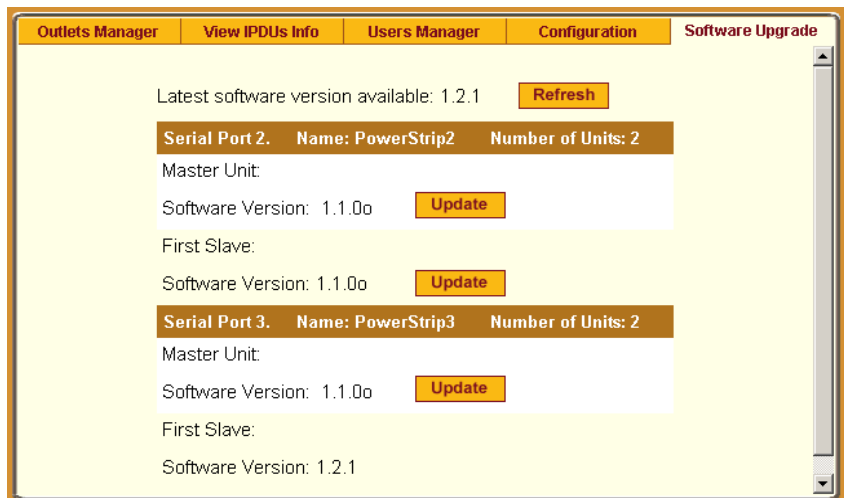 Outlets Manager View IPDUs Info Users Manager Configuration Software Upgrade
Latest software version available: 1.2.1 Refresh
Serial Port 2. Name: PowerStrip2 Number of Units: 2
Master Unit:
Software Version: 1.1.0o Update
First Slave:
Software Version: 1.1.0o Update
Serial Port 3. Name: PowerStrip3 Number of Units: 2
Master Unit:
Software Version: 1.1.0o Update
First Slave:
Software Version: 1.2.1